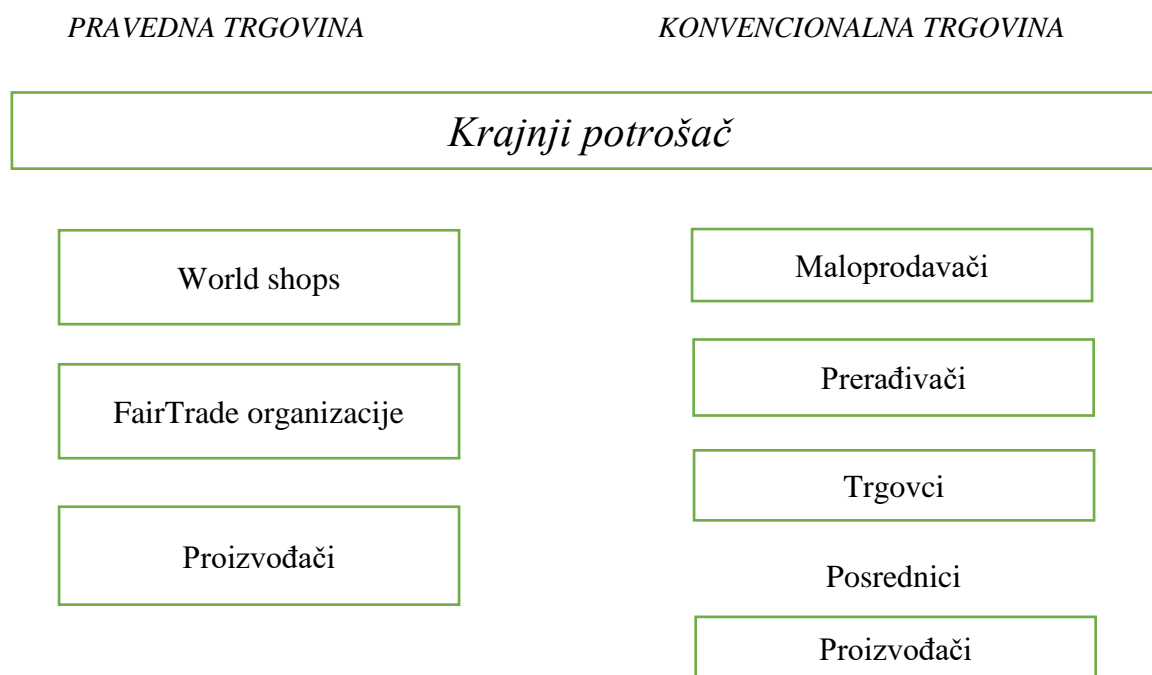 PRAVEDNA TRGOVINA
KONVENCIONALNA TRGOVINA
Krajnji potrošač
World shops
FairTrade organizacije
Proizvođači
Maloprodavači
Prerađivači
Trgovci
Posrednici
Proizvođači